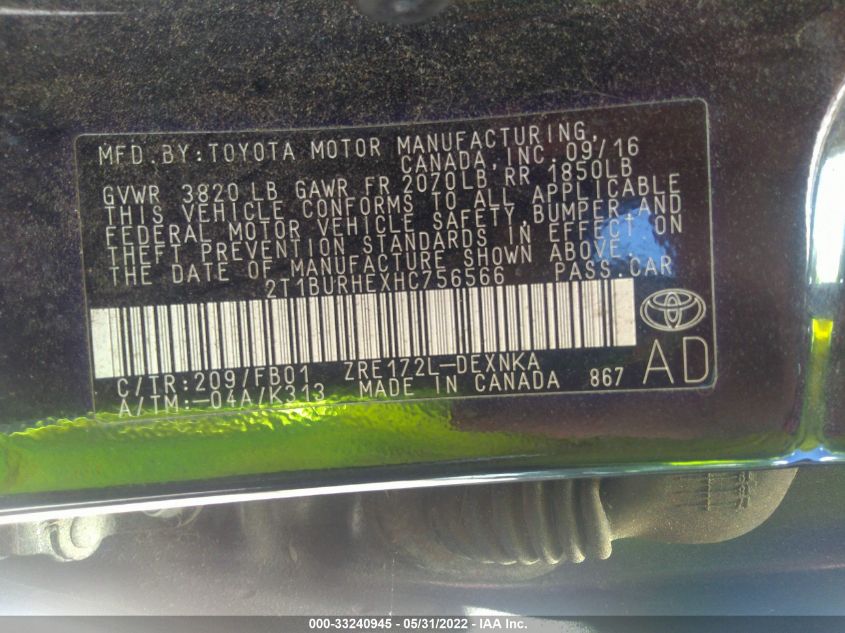 MFD.BY:TOYOTA MOTOR MANUFACTURING,
CANADA,INC. 09/16
GVWR 3820 LB GAWR FR 2070LB RR 1850LB
THIS VEHICLE CONFORMS TO ALL APPLICABLE
FEDERAL MOTOR VEHICLE SAFETY,BUMPER AND
THEFT PREVENTION STANDARDS IN EFFECT ON
THE DATE OF MANUFACTURE SHOWN ABOVE.
2T1BURHEXHC756566 PASS.CAR
C/TR:209/FB01 ZRE172L-DEXNKA
A/TM:-04A/K313 MADE IN CANADA 867
AD
000-33240945 - 05/31/2022 - IAA Inc.